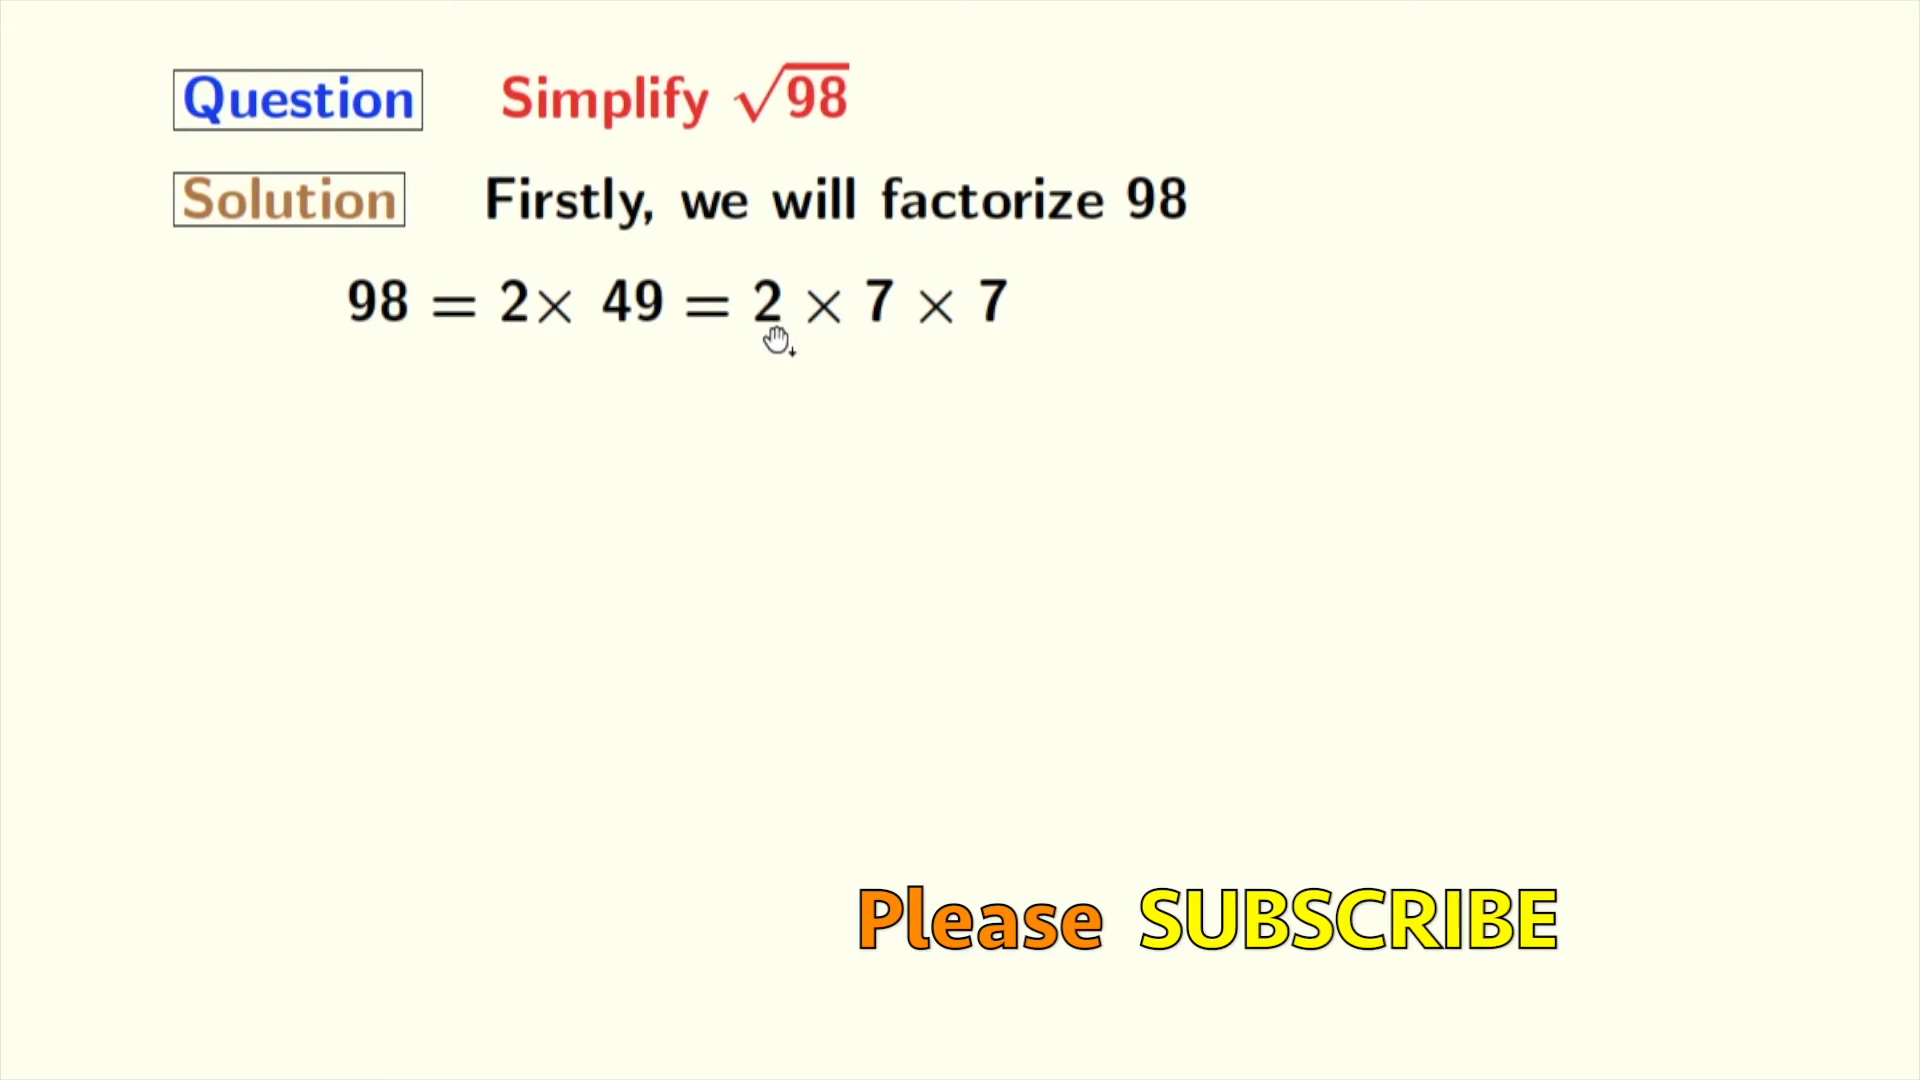 Question Simplify √98
Solution Firstly, we will factorize 98
98 = 2× 49 = 2 × 7 × 7
Please SUBSCRIBE